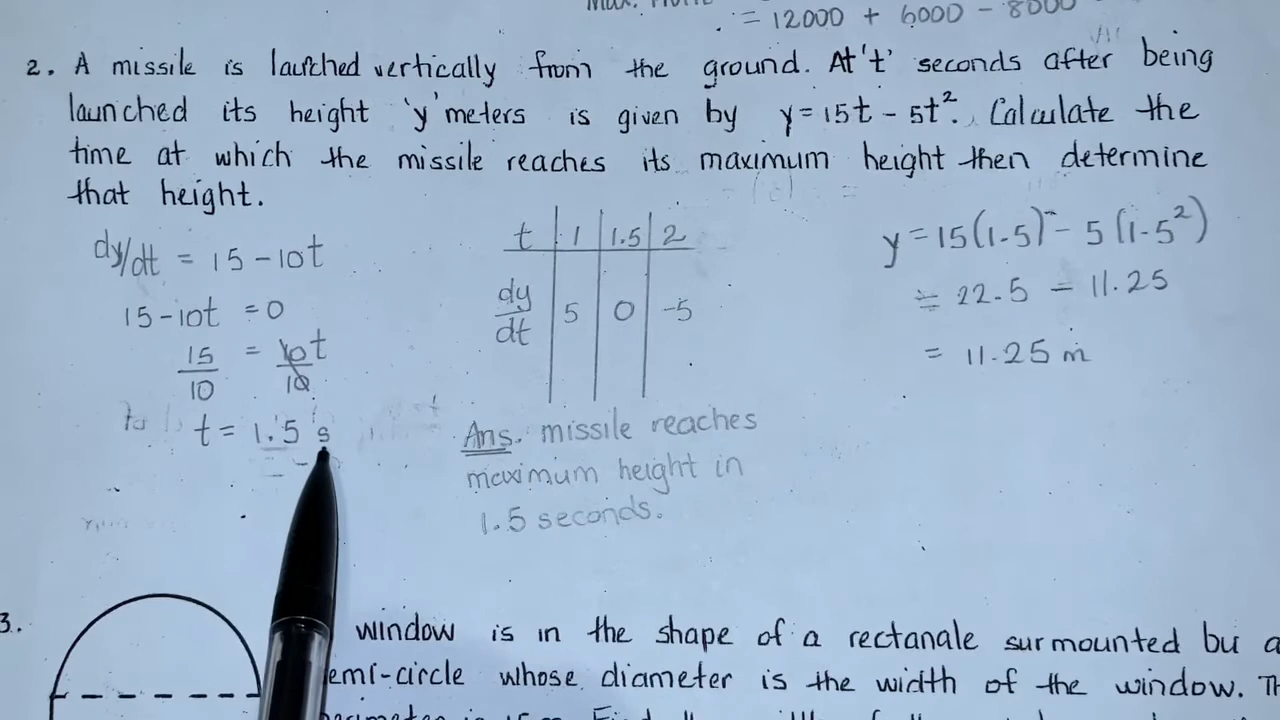 = 12000 + 6000 - 8000
2. A missile is launched vertically from the ground. At 't' seconds after being
launched its height 'y' meters is given by y = 15t - 5t². Calculate the
time at which the missile reaches its maximum height then determine
that height.
dy/dt = 15 - 10t
15 - 10t = 0
15/10 = 10t/10
t = 1.5 s
t | 1 | 1.5 | 2
dy/dt | 5 | 0 | -5
Ans. missile reaches
maximum height in
1.5 seconds.
y = 15(1.5) - 5(1.5²)
= 22.5 - 11.25
= 11.25 m
3.
window is in the shape of a rectanale surmounted bu a
emi-circle whose diameter is the width of the window. Th